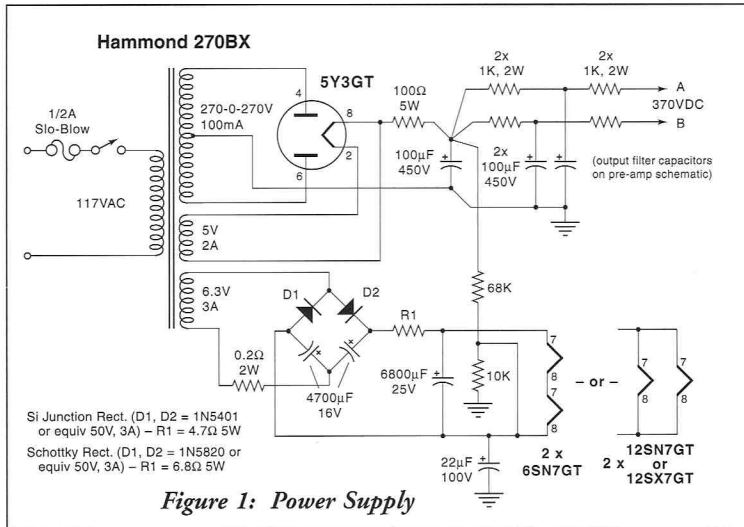 Hammond 270BX
5Y3GT
1/2A
Slo-Blow
117VAC
270-0-270V
100mA
4
8
2
6
100Ω
5W
2x
1K, 2W
2x
1K, 2W
A
370VDC
B
100µF
450V
2x
100µF
450V
(output filter capacitors
on pre-amp schematic)
5V
2A
6.3V
3A
D1
D2
R1
68K
10K
0.2Ω
2W
4700µF
16V
6800µF
25V
22µF
100V
7
8
7
8
2 x
6SN7GT
– or –
7
8
7
8
2 x
12SN7GT
or
12SX7GT
Si Junction Rect. (D1, D2 = 1N5401
or equiv 50V, 3A) – R1 = 4.7Ω 5W
Schottky Rect. (D1, D2 = 1N5820 or
equiv 50V, 3A) – R1 = 6.8Ω 5W
Figure 1: Power Supply